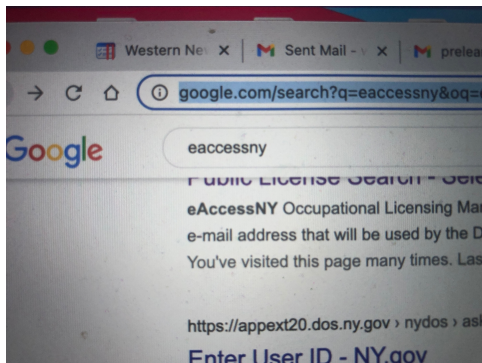 Western Ne
Sent Mail -
prelea
google.com/search?q=eaccessny&oq=
Google
eaccessny
Public License Search - Sele
eAccessNY Occupational Licensing Ma
e-mail address that will be used by the D
You've visited this page many times. Las
https://appext20.dos.ny.gov › nydos › asl
Enter User ID - NY.gov